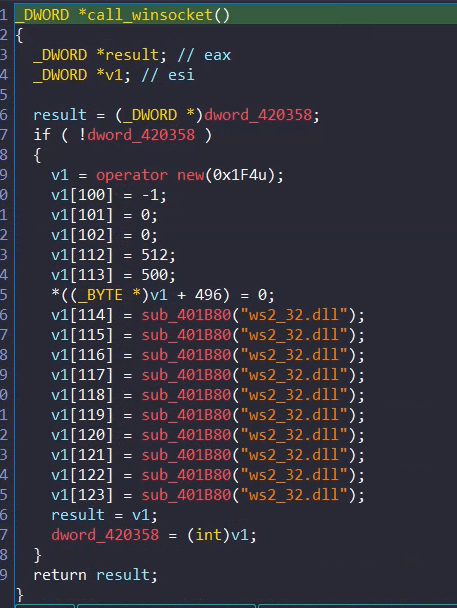 1 _DWORD *call_winsocket()
2 {
3 _DWORD *result; // eax
4 _DWORD *v1; // esi
5
6 result = (_DWORD *)dword_420358;
7 if ( !dword_420358 )
8 {
9 v1 = operator new(0x1F4u);
0 v1[100] = -1;
1 v1[101] = 0;
2 v1[102] = 0;
3 v1[112] = 512;
4 v1[113] = 500;
5 *((_BYTE *)v1 + 496) = 0;
6 v1[114] = sub_401B80("ws2_32.dll");
7 v1[115] = sub_401B80("ws2_32.dll");
8 v1[116] = sub_401B80("ws2_32.dll");
9 v1[117] = sub_401B80("ws2_32.dll");
0 v1[118] = sub_401B80("ws2_32.dll");
1 v1[119] = sub_401B80("ws2_32.dll");
2 v1[120] = sub_401B80("ws2_32.dll");
3 v1[121] = sub_401B80("ws2_32.dll");
4 v1[122] = sub_401B80("ws2_32.dll");
5 v1[123] = sub_401B80("ws2_32.dll");
6 result = v1;
7 dword_420358 = (int)v1;
8 }
9 return result;
}